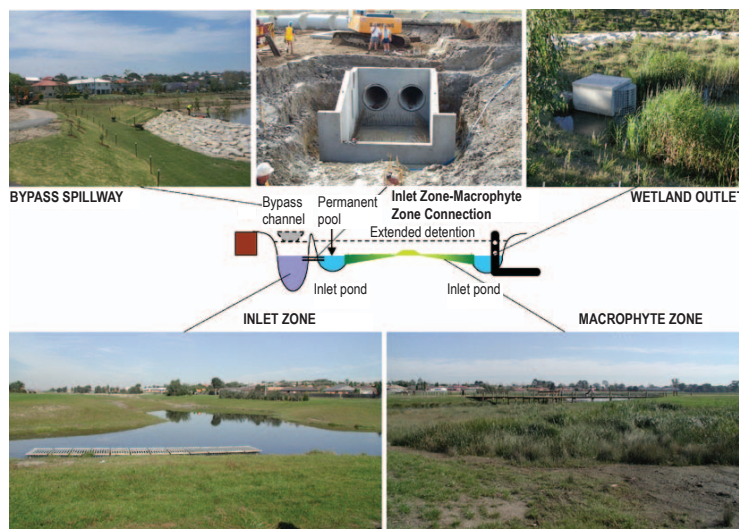 BYPASS SPILLWAY
Bypass
channel
Permanent
pool
Inlet Zone-Macrophyte
Zone Connection
WETLAND OUTLET
Extended detention
Inlet pond
Inlet pond
INLET ZONE
MACROPHYTE ZONE